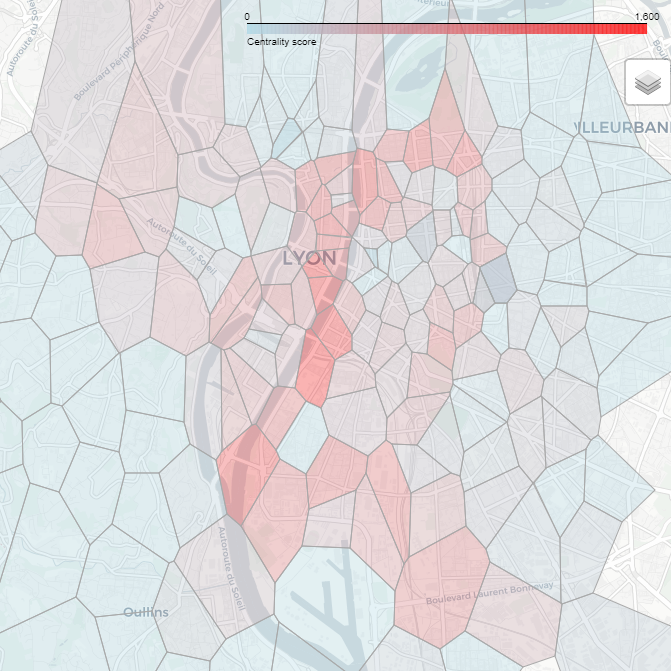 0 1,600
Centrality score
Autoroute du Soleil
Boulevard Périphérique Nord
VILLEURBAN
Autoroute du Soleil
LYON
Autoroute du Soleil
Boulevard Laurent Bonnevay
Oullins